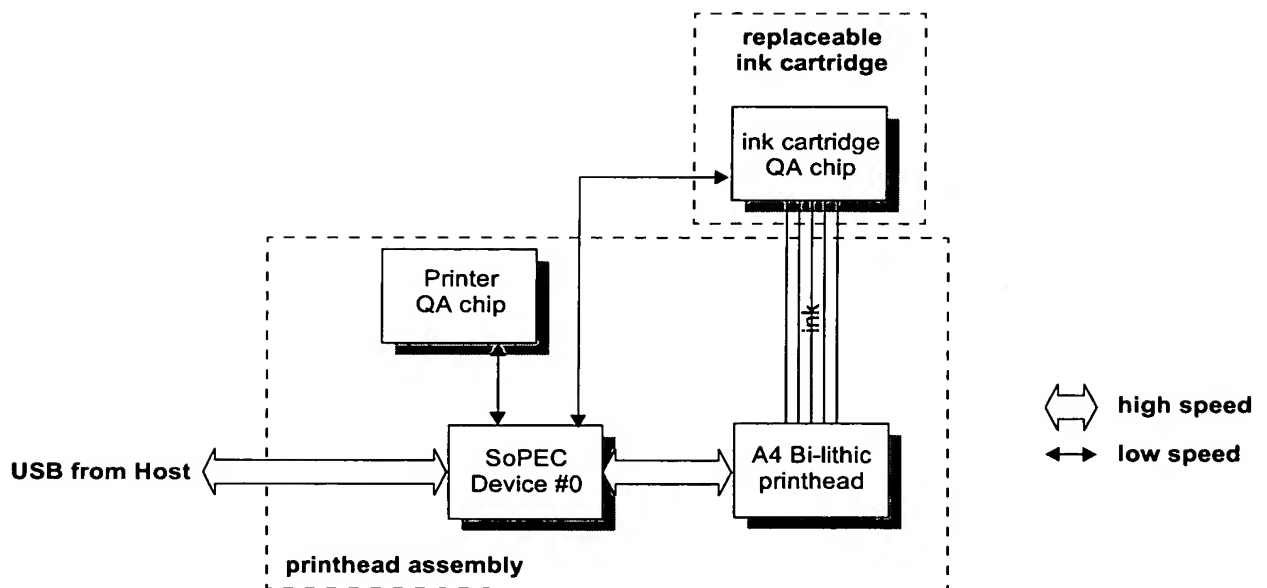 replaceable
ink cartridge
ink cartridge
QA chip
Printer
QA chip
ink
high speed
low speed
USB from Host
SoPEC
Device #0
A4 Bi-lithic
printhead
printhead assembly